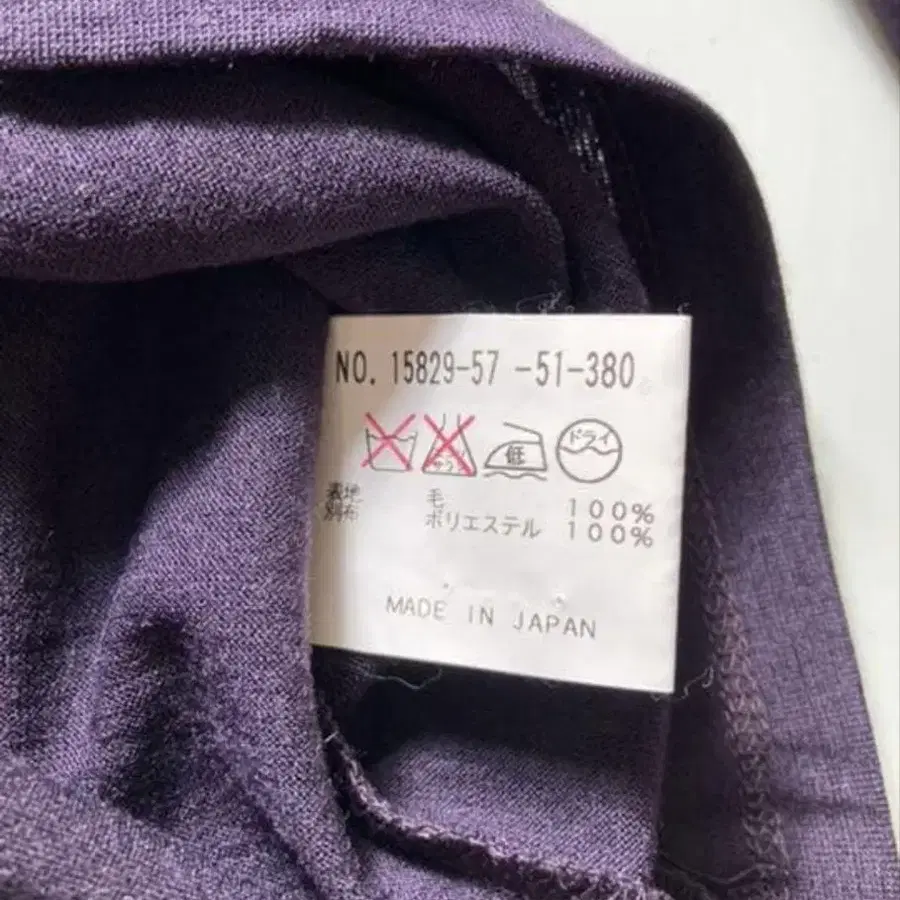 NO. 15829-57 -51-380
低 ドライ
表地 毛 100%
別布 ポリエステル 100%
MADE IN JAPAN